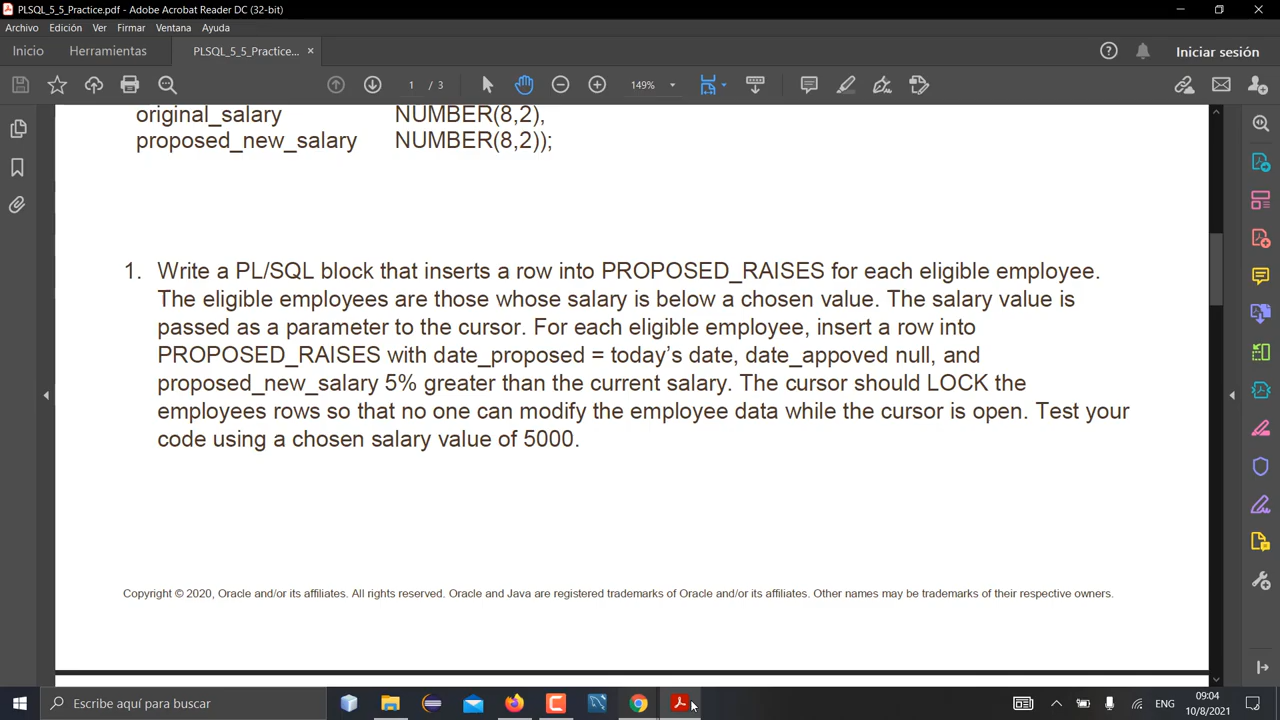 PLSQL_5_5_Practice.pdf - Adobe Acrobat Reader DC (32-bit)
Archivo Edición Ver Firmar Ventana Ayuda
Inicio Herramientas PLSQL_5_5_Practice... × Iniciar sesión
1 / 3 149%
original_salary NUMBER(8,2),
proposed_new_salary NUMBER(8,2));
1. Write a PL/SQL block that inserts a row into PROPOSED_RAISES for each eligible employee.
The eligible employees are those whose salary is below a chosen value. The salary value is
passed as a parameter to the cursor. For each eligible employee, insert a row into
PROPOSED_RAISES with date_proposed = today’s date, date_appoved null, and
proposed_new_salary 5% greater than the current salary. The cursor should LOCK the
employees rows so that no one can modify the employee data while the cursor is open. Test your
code using a chosen salary value of 5000.
Copyright © 2020, Oracle and/or its affiliates. All rights reserved. Oracle and Java are registered trademarks of Oracle and/or its affiliates. Other names may be trademarks of their respective owners.
Escribe aquí para buscar
ENG
09:04
10/8/2021